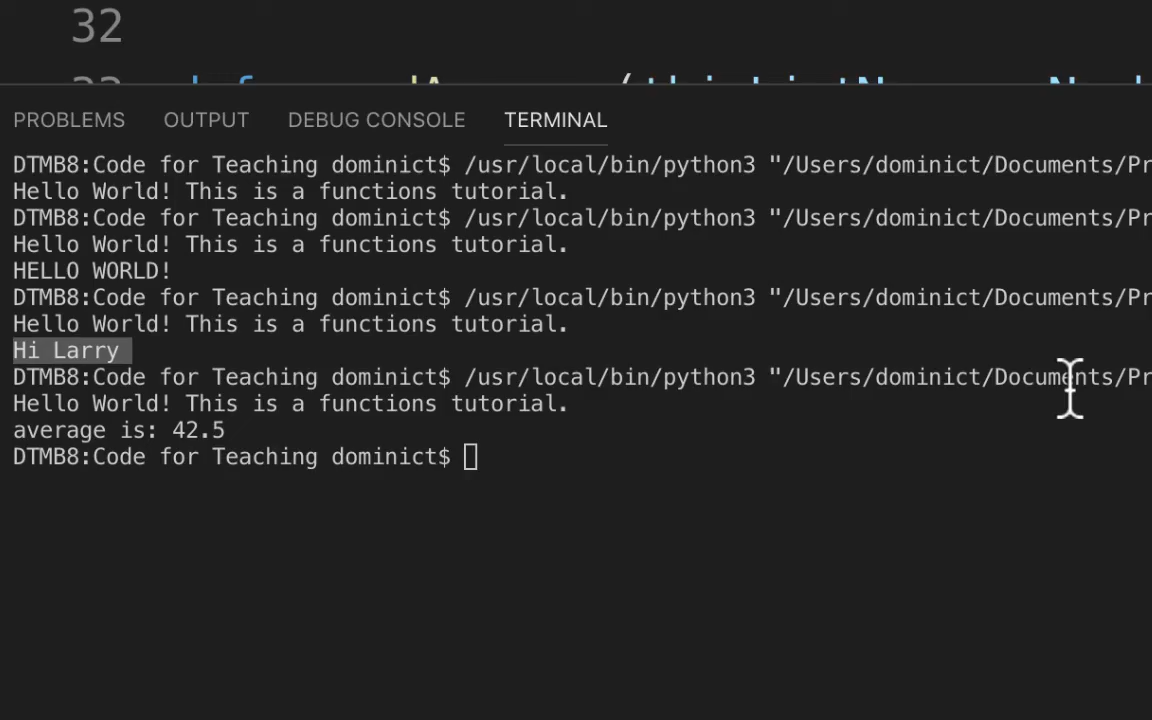 32
PROBLEMS OUTPUT DEBUG CONSOLE TERMINAL
DTMB8:Code for Teaching dominict$ /usr/local/bin/python3 "/Users/dominict/Documents/Pr
Hello World! This is a functions tutorial.
DTMB8:Code for Teaching dominict$ /usr/local/bin/python3 "/Users/dominict/Documents/Pr
Hello World! This is a functions tutorial.
HELLO WORLD!
DTMB8:Code for Teaching dominict$ /usr/local/bin/python3 "/Users/dominict/Documents/Pr
Hello World! This is a functions tutorial.
Hi Larry
DTMB8:Code for Teaching dominict$ /usr/local/bin/python3 "/Users/dominict/Documents/Pr
Hello World! This is a functions tutorial.
average is: 42.5
DTMB8:Code for Teaching dominict$